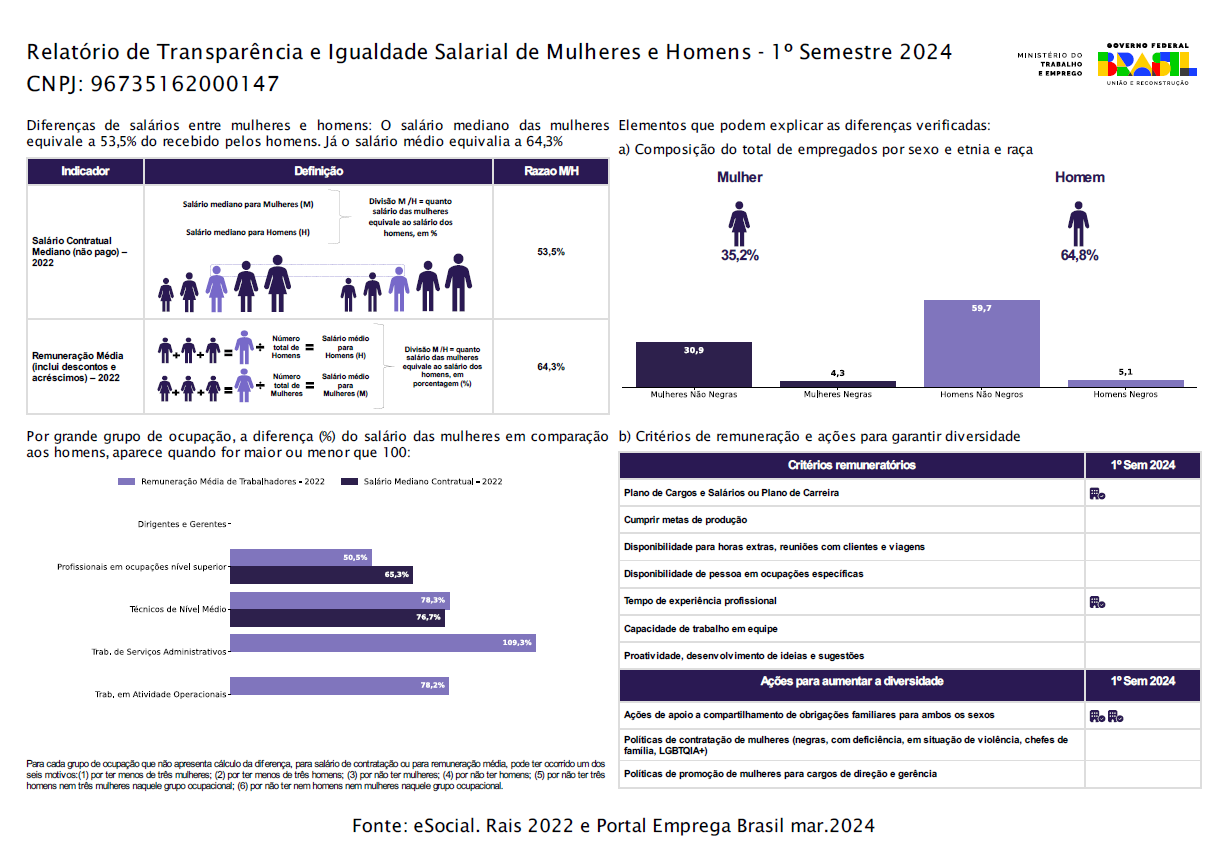 Relatório de Transparência e Igualdade Salarial de Mulheres e Homens - 1º Semestre 2024
CNPJ: 96735162000147
MINISTÉRIO DO
TRABALHO
E EMPREGO
GOVERNO FEDERAL
BRASIL
UNIÃO E RECONSTRUÇÃO
Diferenças de salários entre mulheres e homens: O salário mediano das mulheres
equivale a 53,5% do recebido pelos homens. Já o salário médio equivalia a 64,3%
Indicador
Definição
Razao M/H
Salário Contratual
Mediano (não pago) –
2022
Salário mediano para Mulheres (M)
Salário mediano para Homens (H)
Divisão M /H = quanto
salário das mulheres
equivale ao salário dos
homens, em %
53,5%
Remuneração Média
(inclui descontos e
acréscimos) – 2022
+ + = ÷
Número
total de
Homens
=
Salário médio
para
Homens (H)
+ + = ÷
Número
total de
Mulheres
=
Salário médio
para
Mulheres (M)
Divisão M /H = quanto
salário das mulheres
equivale ao salário dos
homens, em
porcentagem (%)
64,3%
Por grande grupo de ocupação, a diferença (%) do salário das mulheres em comparação
aos homens, aparece quando for maior ou menor que 100:
Remuneração Média de Trabalhadores - 2022
Salário Mediano Contratual - 2022
Dirigentes e Gerentes
Profissionais em ocupações nível superior
50,5%
65,3%
Técnicos de Nível Médio
78,3%
76,7%
Trab. de Serviços Administrativos
109,3%
Trab. em Atividade Operacionais
78,2%
Para cada grupo de ocupação que não apresenta cálculo da diferença, para salário de contratação ou para remuneração média, pode ter ocorrido um dos
seis motivos:(1) por ter menos de três mulheres; (2) por ter menos de três homens; (3) por não ter mulheres; (4) por não ter homens; (5) por não ter três
homens nem três mulheres naquele grupo ocupacional; (6) por não ter nem homens nem mulheres naquele grupo ocupacional.
Elementos que podem explicar as diferenças verificadas:
a) Composição do total de empregados por sexo e etnia e raça
Mulher
Homem
35,2%
64,8%
30,9
4,3
59,7
5,1
Mulheres Não Negras
Mulheres Negras
Homens Não Negros
Homens Negros
b) Critérios de remuneração e ações para garantir diversidade
Critérios remuneratórios
1º Sem 2024
Plano de Cargos e Salários ou Plano de Carreira
Cumprir metas de produção
Disponibilidade para horas extras, reuniões com clientes e viagens
Disponibilidade de pessoa em ocupações específicas
Tempo de experiência profissional
Capacidade de trabalho em equipe
Proatividade, desenvolvimento de ideias e sugestões
Ações para aumentar a diversidade
1º Sem 2024
Ações de apoio a compartilhamento de obrigações familiares para ambos os sexos
Políticas de contratação de mulheres (negras, com deficiência, em situação de violência, chefes de
família, LGBTQIA+)
Políticas de promoção de mulheres para cargos de direção e gerência
Fonte: eSocial. Rais 2022 e Portal Emprega Brasil mar.2024